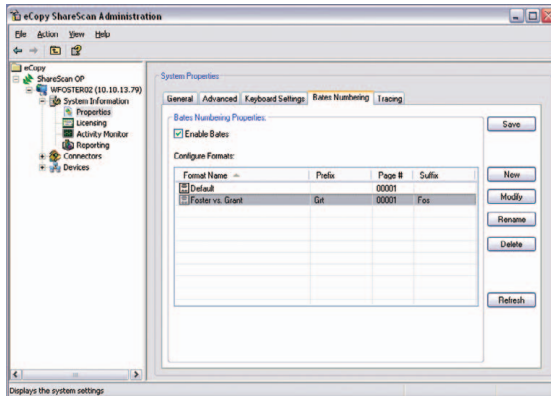 eCopy ShareScan Administration
File Action View Help
eCopy
ShareScan OP
WFOSTER02 (10.10.13.79)
System Information
Properties
Licensing
Activity Monitor
Reporting
Connectors
Devices
System Properties:
General Advanced Keyboard Settings Bates Numbering Tracing
Bates Numbering Properties:
Enable Bates
Configure Formats:
Format Name Prefix Page # Suffix
Default 00001
Foster vs. Grant Grt 00001 Fos
Save
New
Modify
Rename
Delete
Refresh
Displays the system settings